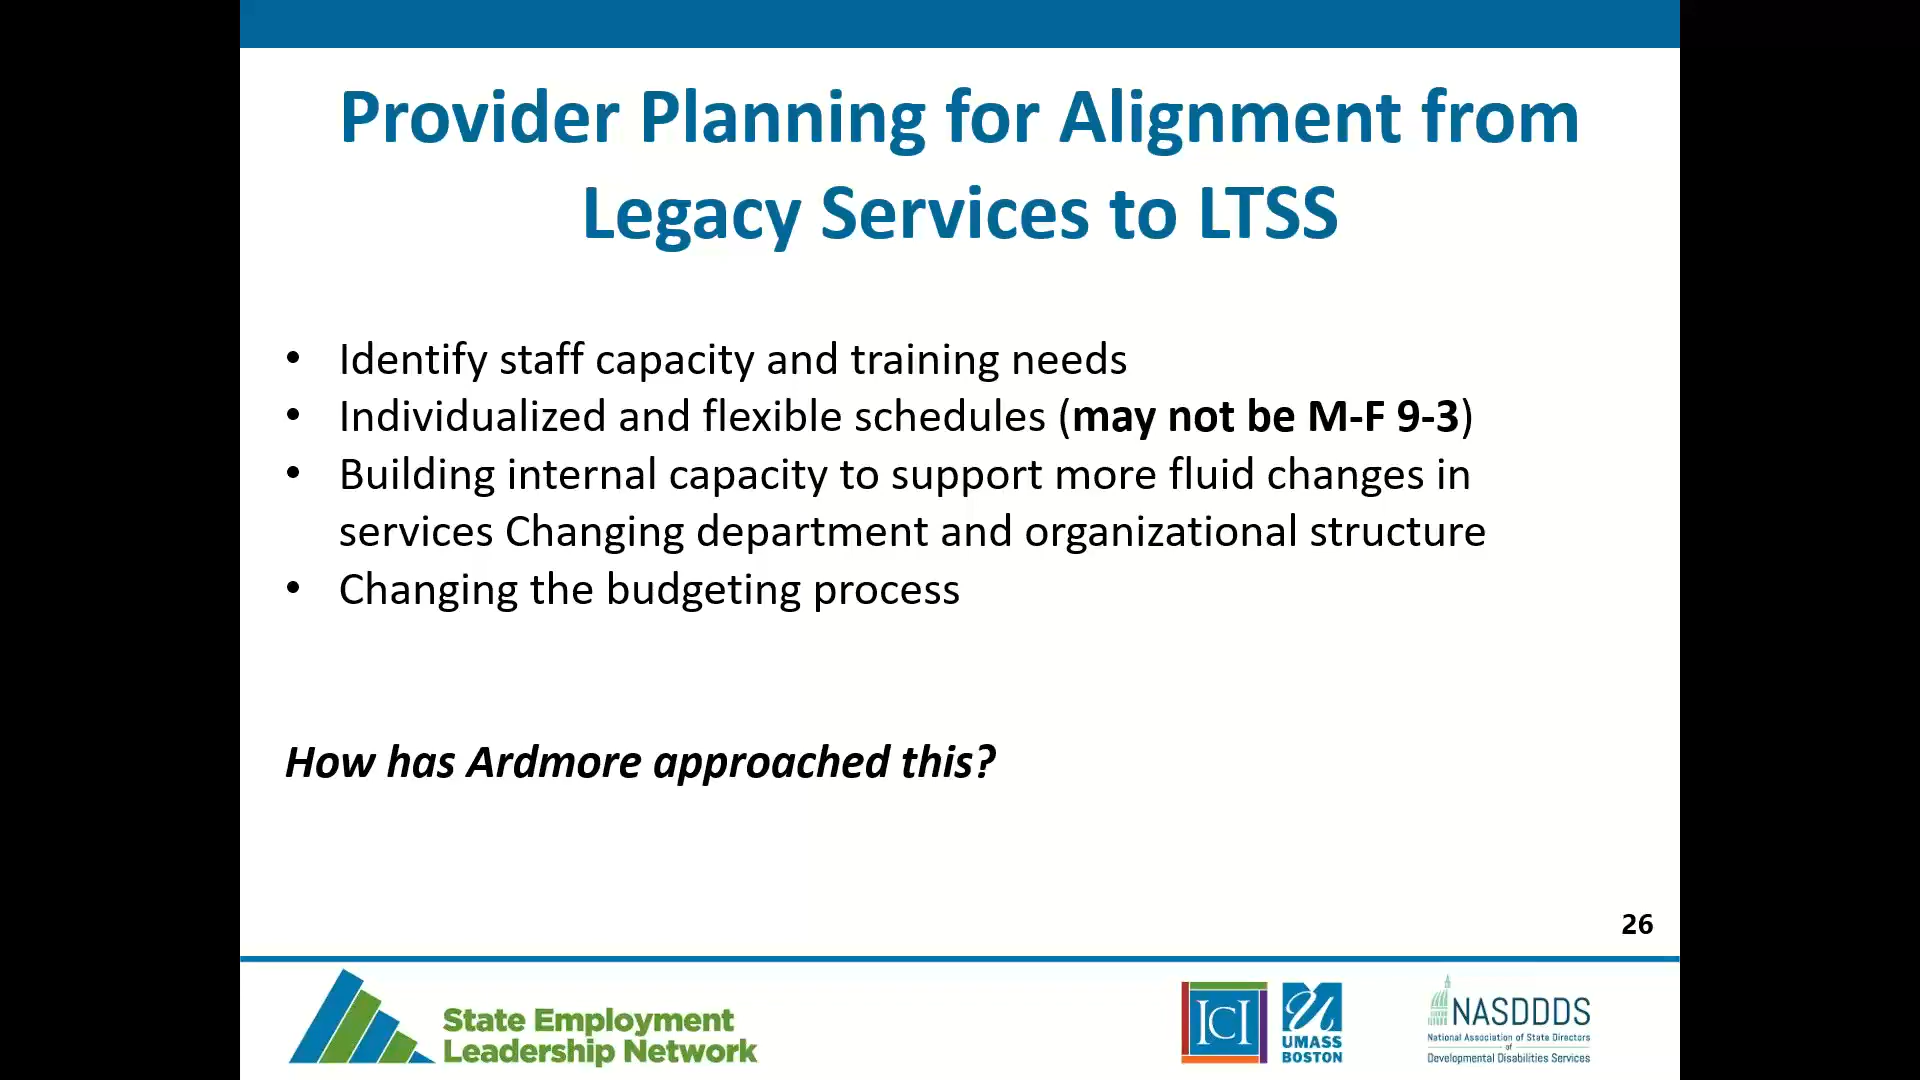 Provider Planning for Alignment from
Legacy Services to LTSS
• Identify staff capacity and training needs
• Individualized and flexible schedules (may not be M-F 9-3)
• Building internal capacity to support more fluid changes in
services Changing department and organizational structure
• Changing the budgeting process
How has Ardmore approached this?
26
State Employment
Leadership Network
ICI
UMASS
BOSTON
NASDDDS
National Association of State Directors
of
Developmental Disabilities Services